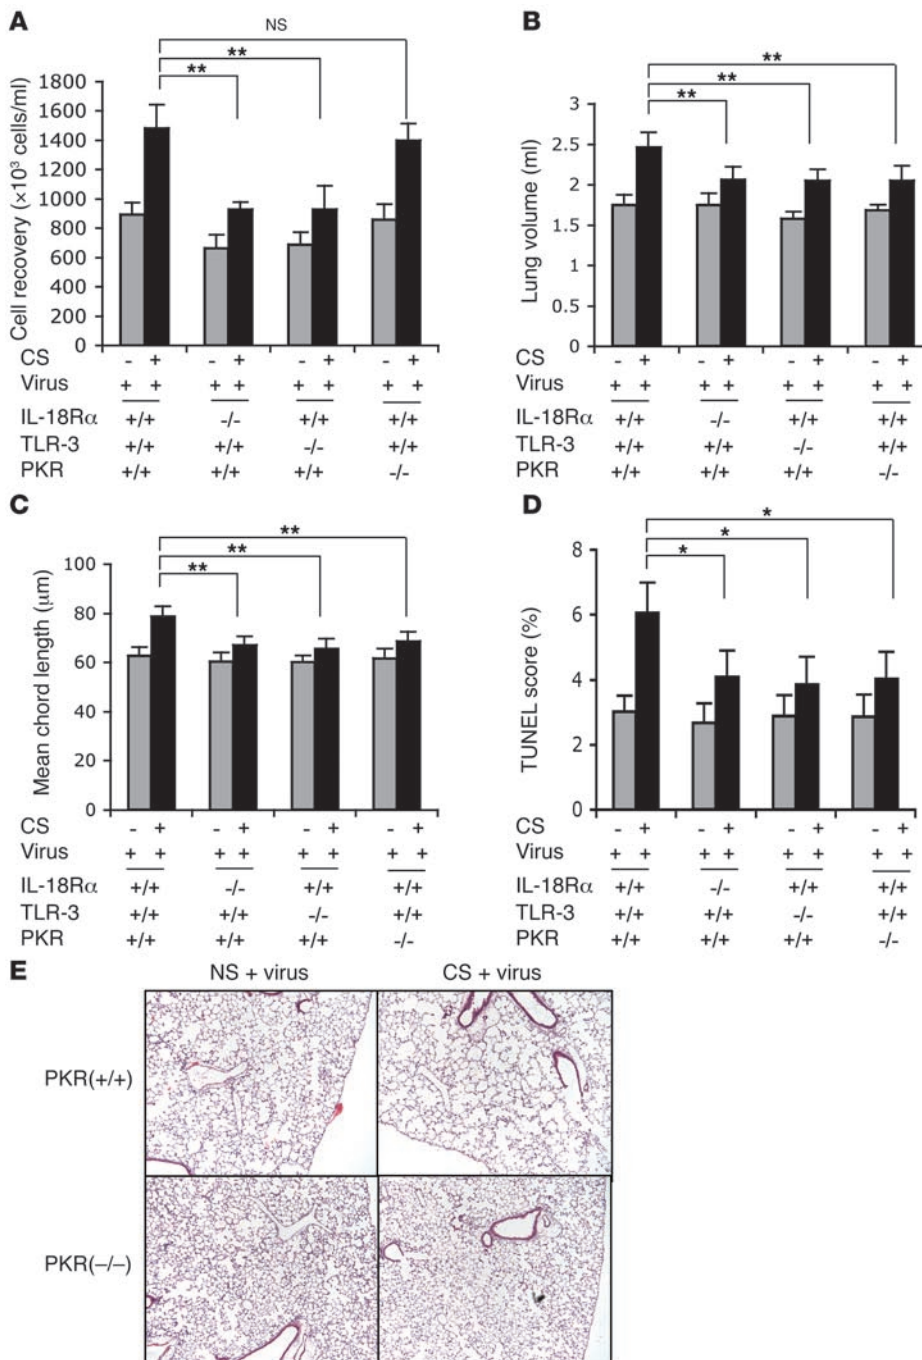 A
NS
**
**
Cell recovery (×10³ cells/ml)
1800
1600
1400
1200
1000
800
600
400
200
0
CS - + - + - + - +
Virus + + + + + + + +
IL-18Rα +/+ -/- +/+ +/+
TLR-3 +/+ +/+ -/- +/+
PKR +/+ +/+ +/+ -/-
B
**
**
**
Lung volume (ml)
3
2.5
2
1.5
1
0.5
0
CS - + - + - + - +
Virus + + + + + + + +
IL-18Rα +/+ -/- +/+ +/+
TLR-3 +/+ +/+ -/- +/+
PKR +/+ +/+ +/+ -/-
C
**
**
**
Mean chord length (μm)
100
80
60
40
20
0
CS - + - + - + - +
Virus + + + + + + + +
IL-18Rα +/+ -/- +/+ +/+
TLR-3 +/+ +/+ -/- +/+
PKR +/+ +/+ +/+ -/-
D
*
*
*
TUNEL score (%)
8
6
4
2
0
CS - + - + - + - +
Virus + + + + + + + +
IL-18Rα +/+ -/- +/+ +/+
TLR-3 +/+ +/+ -/- +/+
PKR +/+ +/+ +/+ -/-
E
NS + virus CS + virus
PKR(+/+)
PKR(–/–)